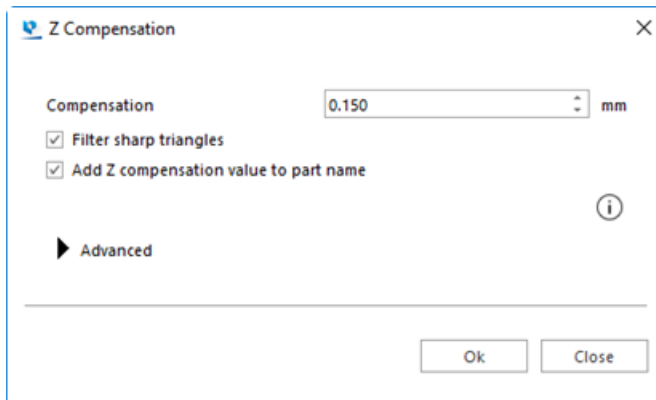 Z Compensation
Compensation 0.150 mm
Filter sharp triangles
Add Z compensation value to part name
i
Advanced
Ok Close